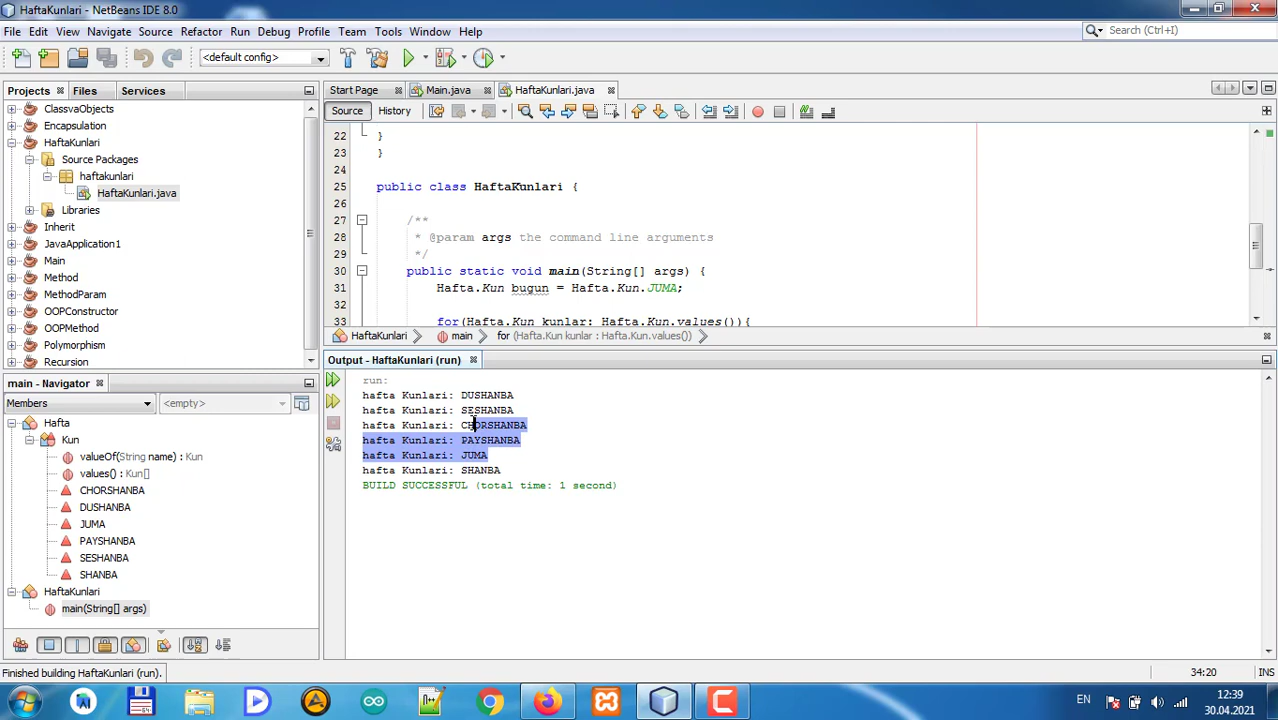 HaftaKunlari - NetBeans IDE 8.0
File Edit View Navigate Source Refactor Run Debug Profile Team Tools Window Help
Search (Ctrl+I)
<default config>
Projects Files Services
ClassvaObjects
Encapsulation
HaftaKunlari
Source Packages
haftakunlari
HaftaKunlari.java
Libraries
Inherit
JavaApplication1
Main
Method
MethodParam
OOPConstructor
OOPMethod
Polymorphism
Recursion
main - Navigator
Members <empty>
Hafta
Kun
valueOf(String name) : Kun
values() : Kun[]
CHORSHANBA
DUSHANBA
JUMA
PAYSHANBA
SESHANBA
SHANBA
HaftaKunlari
main(String[] args)
Start Page Main.java HaftaKunlari.java
Source History
22 }
23 }
24
25 public class HaftaKunlari {
26
27 /**
28 * @param args the command line arguments
29 */
30 public static void main(String[] args) {
31 Hafta.Kun bugun = Hafta.Kun.JUMA;
32
33 for(Hafta.Kun kunlar: Hafta.Kun.values()){
HaftaKunlari main for (Hafta.Kun kunlar : Hafta.Kun.values())
Output - HaftaKunlari (run)
run:
hafta Kunlari: DUSHANBA
hafta Kunlari: SESHANBA
hafta Kunlari: CHORSHANBA
hafta Kunlari: PAYSHANBA
hafta Kunlari: JUMA
hafta Kunlari: SHANBA
BUILD SUCCESSFUL (total time: 1 second)
Finished building HaftaKunlari (run).
34:20 INS
EN
12:39
30.04.2021